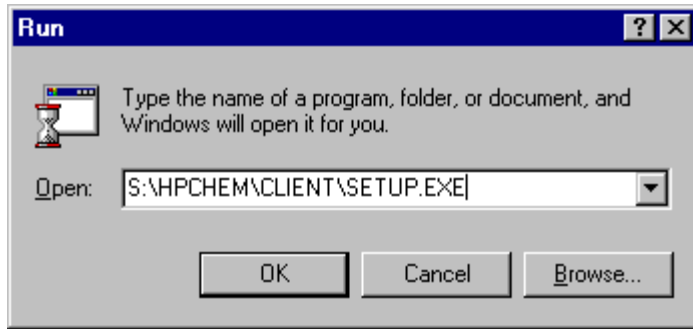 Run
Type the name of a program, folder, or document, and
Windows will open it for you.
Open: S:\HPCHEM\CLIENT\SETUP.EXE
OK Cancel Browse...